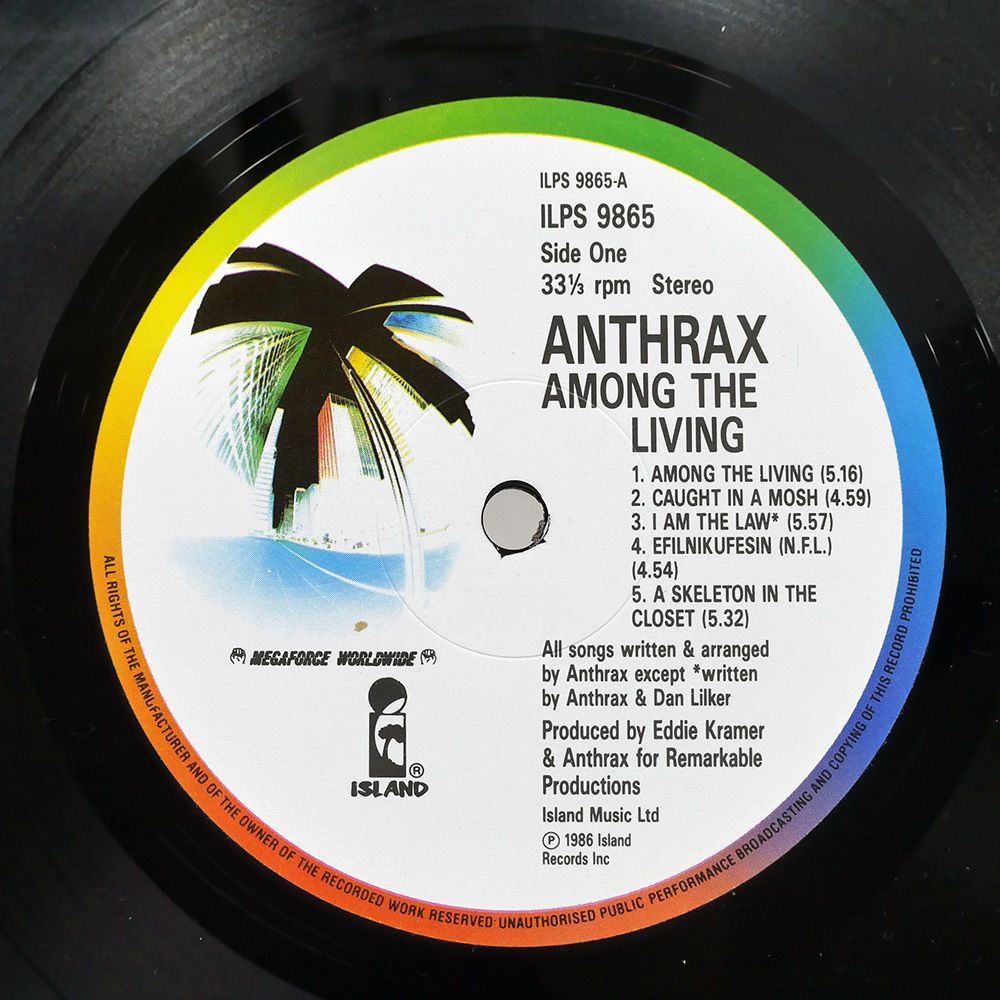 ILPS 9865-A
ILPS 9865
Side One
33⅓ rpm Stereo
ANTHRAX
AMONG THE
LIVING
1. AMONG THE LIVING (5.16)
2. CAUGHT IN A MOSH (4.59)
3. I AM THE LAW* (5.57)
4. EFILNIKUFESIN (N.F.L.)
(4.54)
5. A SKELETON IN THE
CLOSET (5.32)
All songs written & arranged
by Anthrax except *written
by Anthrax & Dan Lilker
Produced by Eddie Kramer
& Anthrax for Remarkable
Productions
Island Music Ltd
℗ 1986 Island
Records Inc
MEGAFORCE WORLDWIDE
ISLAND®
ALL RIGHTS OF THE MANUFACTURER AND OF THE OWNER OF THE RECORDED WORK RESERVED·UNAUTHORISED PUBLIC PERFORMANCE BROADCASTING AND COPYING OF THIS RECORD PROHIBITED